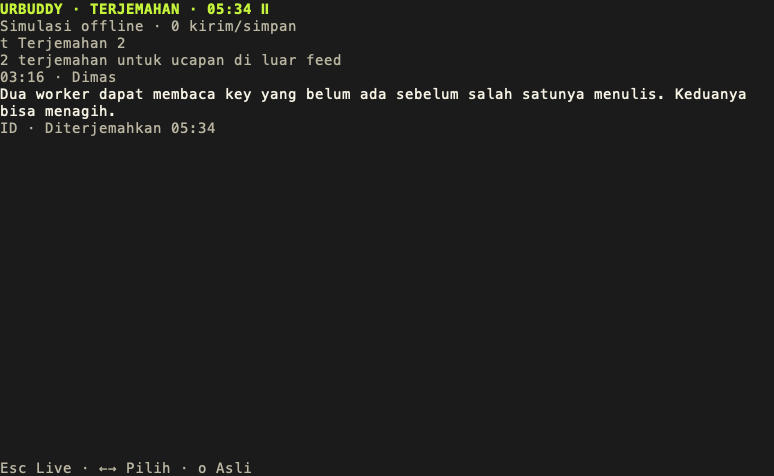 URBUDDY · TERJEMAHAN · 05:34 ⏸
Simulasi offline · 0 kirim/simpan
t Terjemahan 2
2 terjemahan untuk ucapan di luar feed
03:16 · Dimas
Dua worker dapat membaca key yang belum ada sebelum salah satunya menulis. Keduanya
bisa menagih.
ID · Diterjemahkan 05:34
Esc Live · ←→ Pilih · o Asli